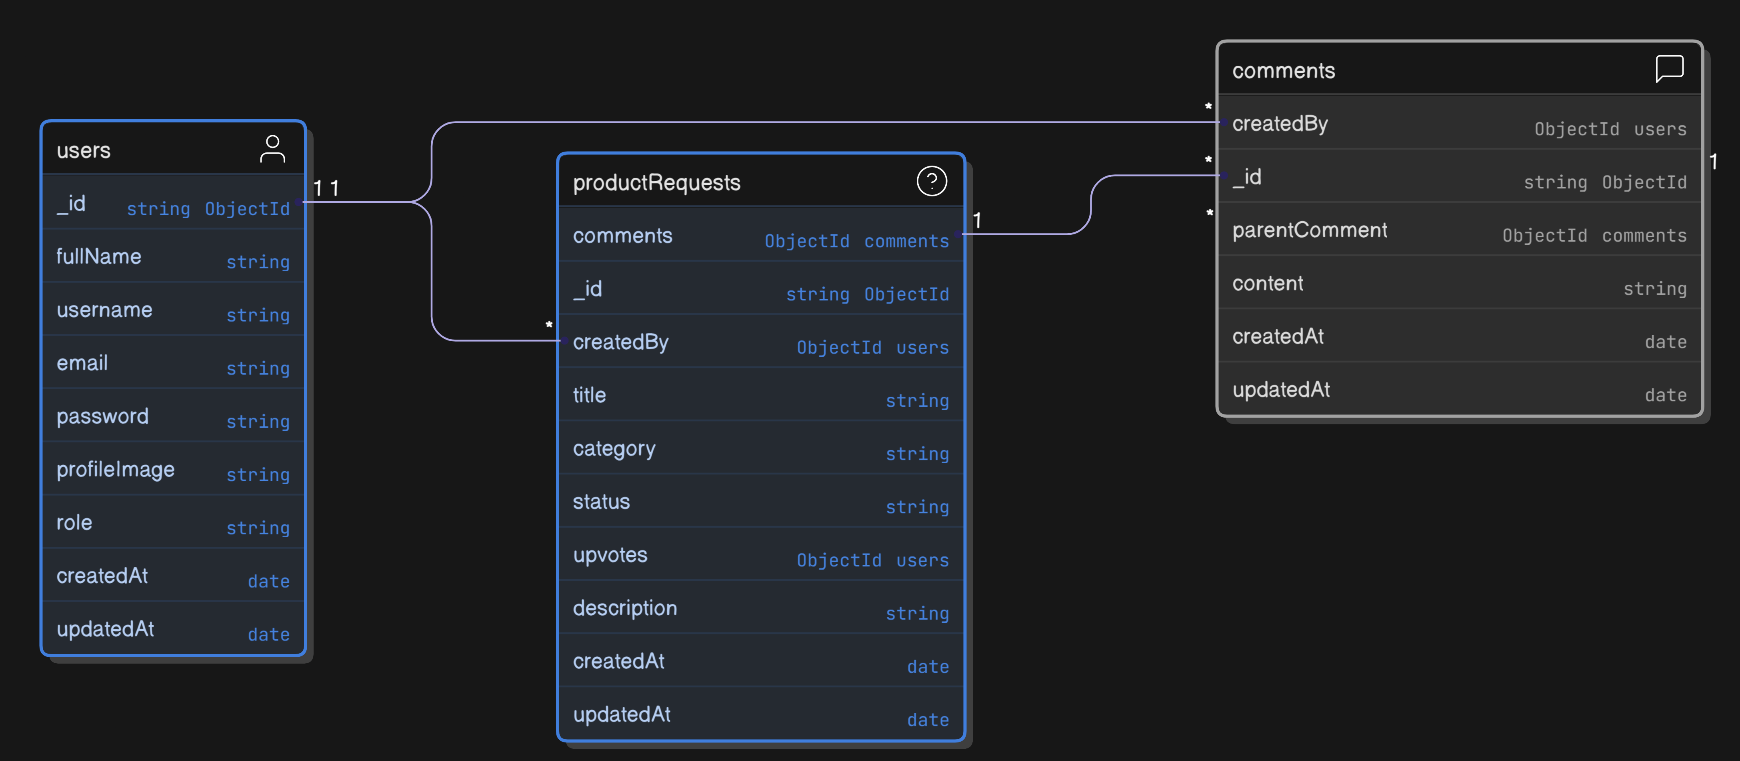 users
_id string ObjectId
fullName string
username string
email string
password string
profileImage string
role string
createdAt date
updatedAt date
1 1
productRequests
comments ObjectId comments
_id string ObjectId
createdBy ObjectId users
title string
category string
status string
upvotes ObjectId users
description string
createdAt date
updatedAt date
*
1
comments
createdBy ObjectId users
_id string ObjectId
parentComment ObjectId comments
content string
createdAt date
updatedAt date
*
*
*
1